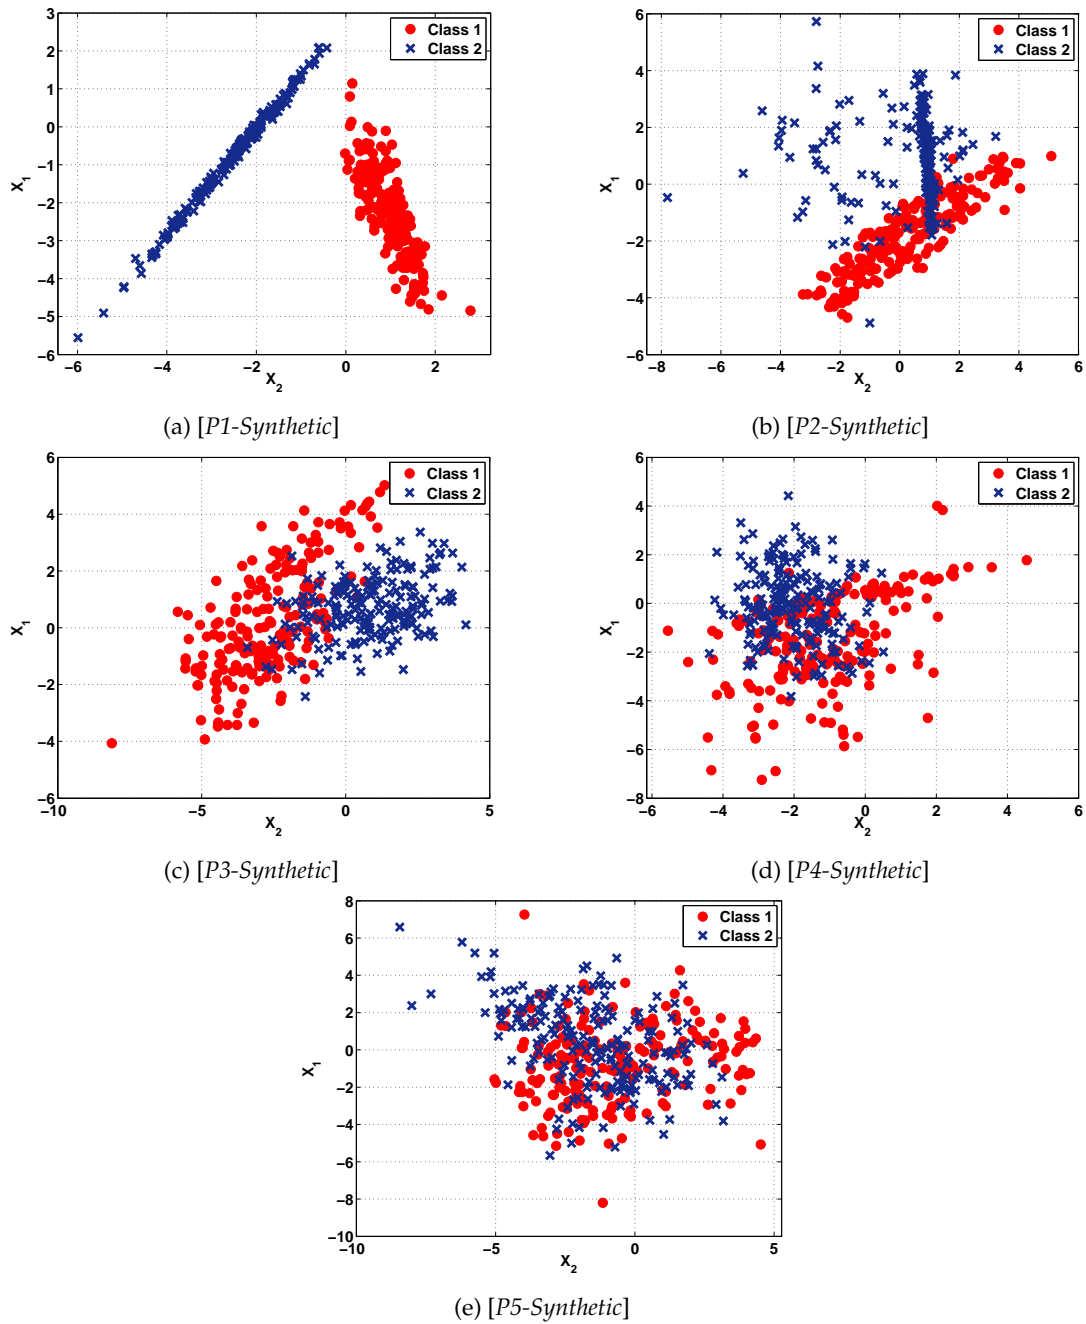 3
2
1
0
−1
−2
−3
−4
−5
−6
X1
−6 −4 −2 0 2
X2
Class 1
Class 2
(a) [P1-Synthetic]
6
4
2
0
−2
−4
−6
X1
−8 −6 −4 −2 0 2 4 6
X2
Class 1
Class 2
(b) [P2-Synthetic]
6
4
2
0
−2
−4
−6
X1
−10 −5 0 5
X2
Class 1
Class 2
(c) [P3-Synthetic]
6
4
2
0
−2
−4
−6
−8
X1
−6 −4 −2 0 2 4 6
X2
Class 1
Class 2
(d) [P4-Synthetic]
8
6
4
2
0
−2
−4
−6
−8
−10
X1
−10 −5 0 5
X2
Class 1
Class 2
(e) [P5-Synthetic]